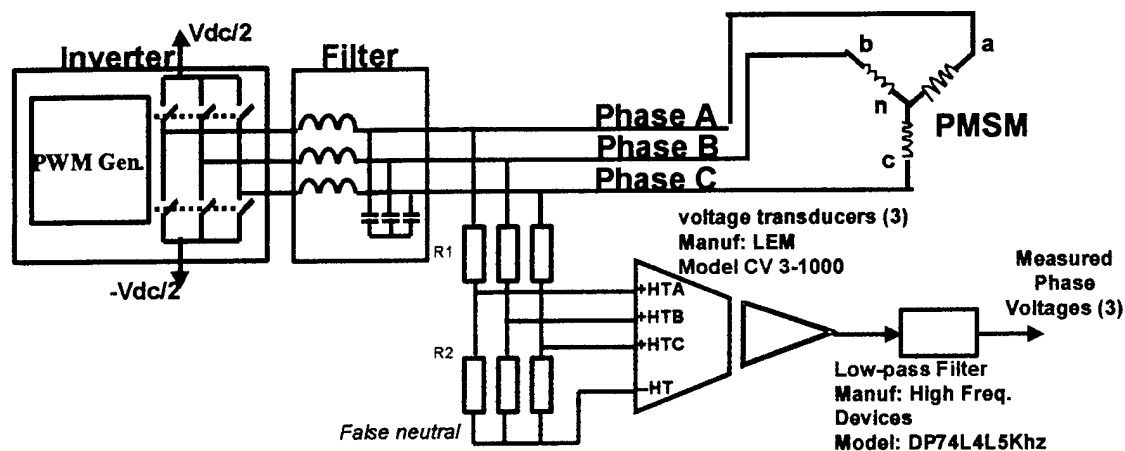 Vdc/2
Inverter
Filter
PWM Gen.
-Vdc/2
Phase A
Phase B
Phase C
b
a
n
c
PMSM
R1
R2
voltage transducers (3)
Manuf: LEM
Model CV 3-1000
+HTA
+HTB
+HTC
-HT
False neutral
Measured
Phase
Voltages (3)
Low-pass Filter
Manuf: High Freq.
Devices
Model: DP74L4L5Khz